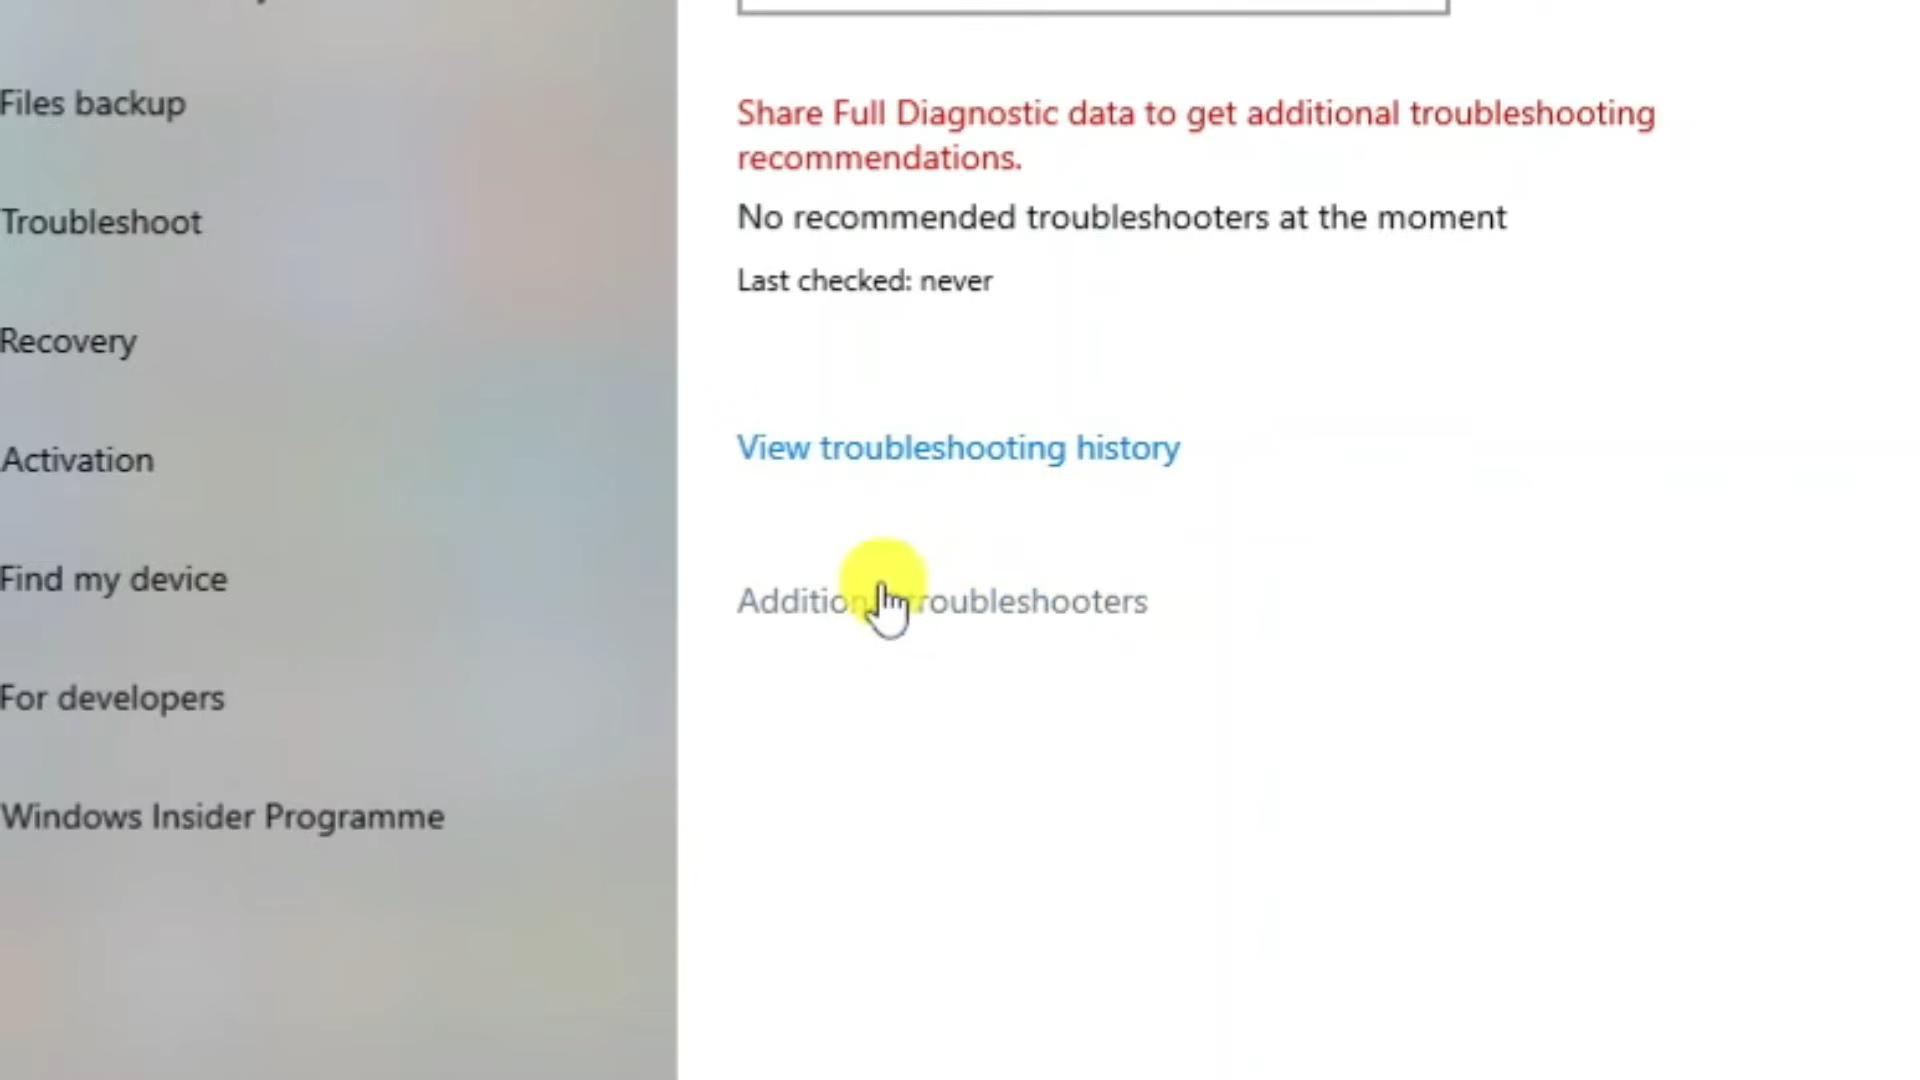 Files backup
Troubleshoot
Recovery
Activation
Find my device
For developers
Windows Insider Programme
Share Full Diagnostic data to get additional troubleshooting
recommendations.
No recommended troubleshooters at the moment
Last checked: never
View troubleshooting history
Additional troubleshooters